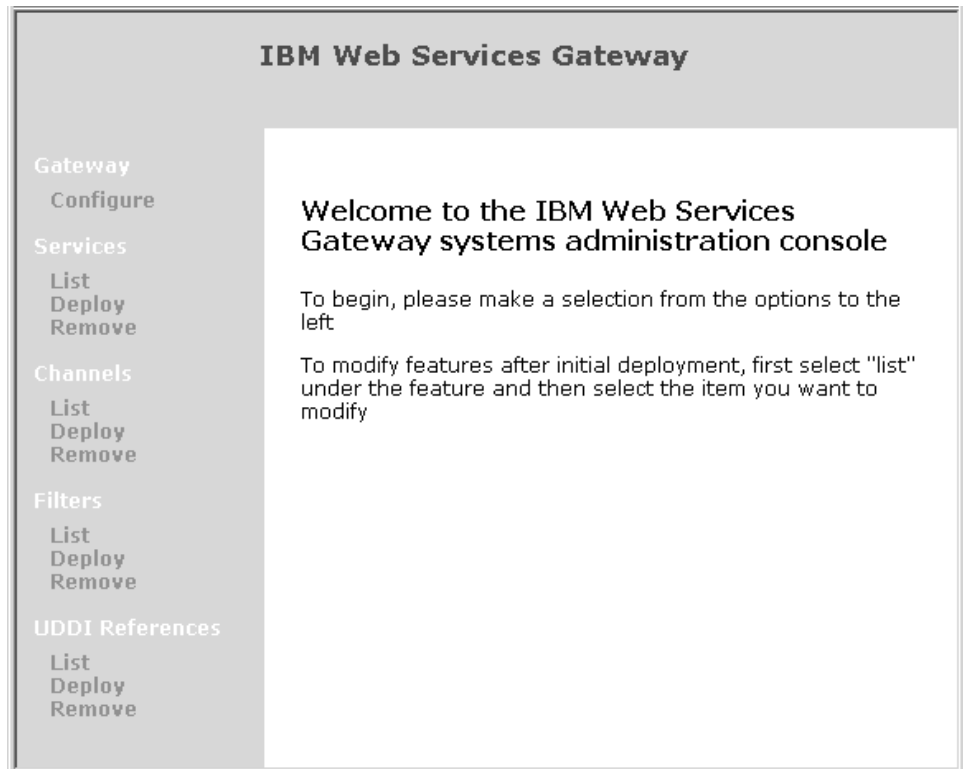 IBM Web Services Gateway
Gateway
Configure
Services
List
Deploy
Remove
Channels
List
Deploy
Remove
Filters
List
Deploy
Remove
UDDI References
List
Deploy
Remove
Welcome to the IBM Web Services
Gateway systems administration console
To begin, please make a selection from the options to the
left
To modify features after initial deployment, first select "list"
under the feature and then select the item you want to
modify